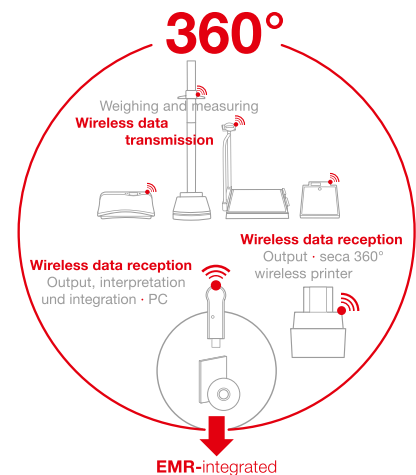 360°
Weighing and measuring
Wireless data
transmission
Wireless data reception
Output · seca 360°
wireless printer
Wireless data reception
Output, interpretation
und integration · PC
EMR-integrated